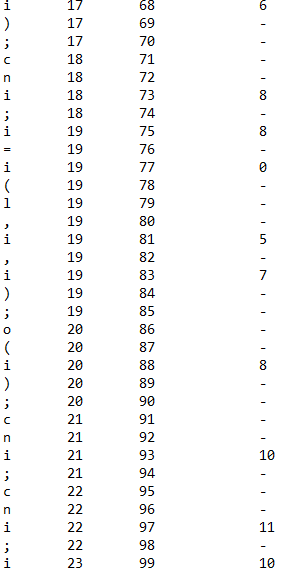 i 17 68 6
) 17 69 -
; 17 70 -
c 18 71 -
n 18 72 -
i 18 73 8
; 18 74 -
i 19 75 8
= 19 76 -
i 19 77 0
( 19 78 -
l 19 79 -
, 19 80 -
i 19 81 5
, 19 82 -
i 19 83 7
) 19 84 -
; 19 85 -
o 20 86 -
( 20 87 -
i 20 88 8
) 20 89 -
; 20 90 -
c 21 91 -
n 21 92 -
i 21 93 10
; 21 94 -
c 22 95 -
n 22 96 -
i 22 97 11
; 22 98 -
i 23 99 10